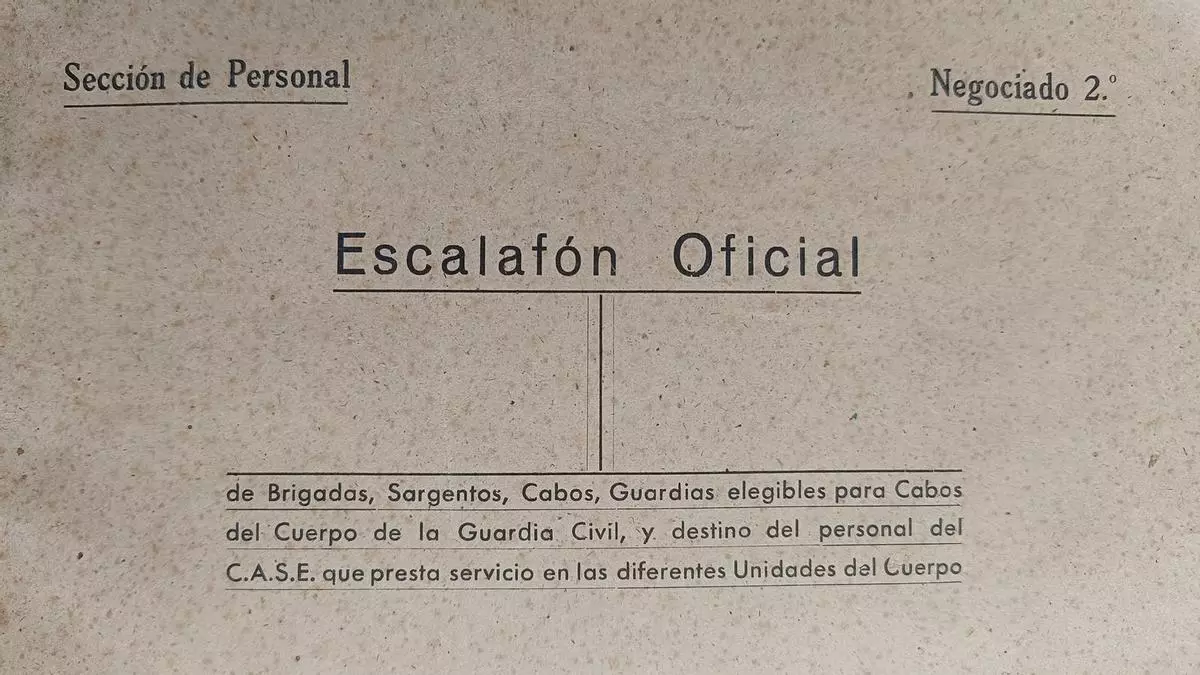 Sección de Personal
Negociado 2.º
Escalafón Oficial
de Brigadas, Sargentos, Cabos, Guardias elegibles para Cabos
del Cuerpo de la Guardia Civil, y destino del personal del
C.A.S.E. que presta servicio en las diferentes Unidades del Cuerpo